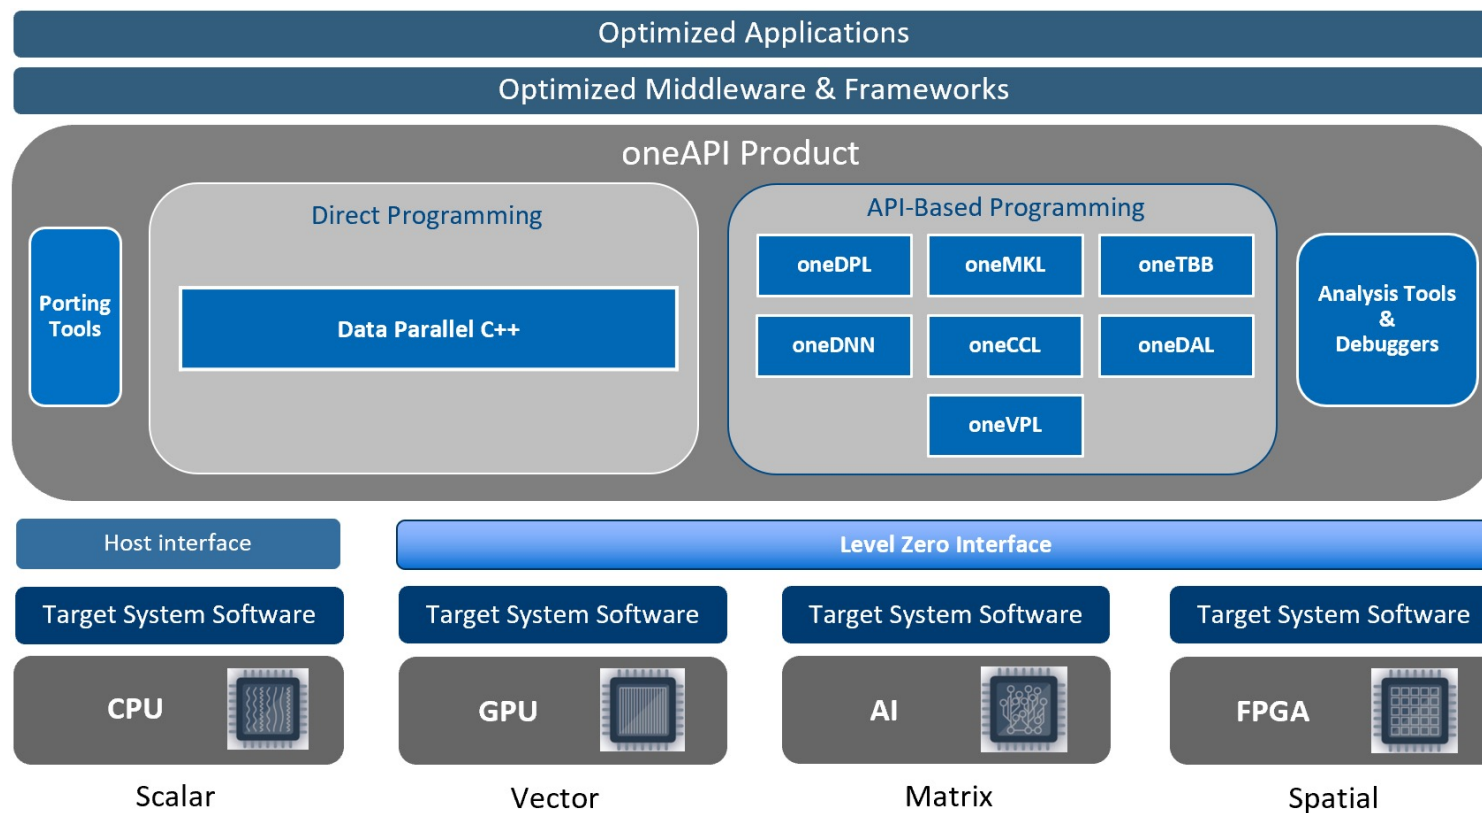 Optimized Applications
Optimized Middleware & Frameworks
oneAPI Product
Direct Programming
API-Based Programming
Porting
Tools
Data Parallel C++
oneDPL
oneMKL
oneTBB
oneDNN
oneCCL
oneDAL
oneVPL
Analysis Tools
&
Debuggers
Host interface
Level Zero Interface
Target System Software
Target System Software
Target System Software
Target System Software
CPU
GPU
AI
FPGA
Scalar
Vector
Matrix
Spatial